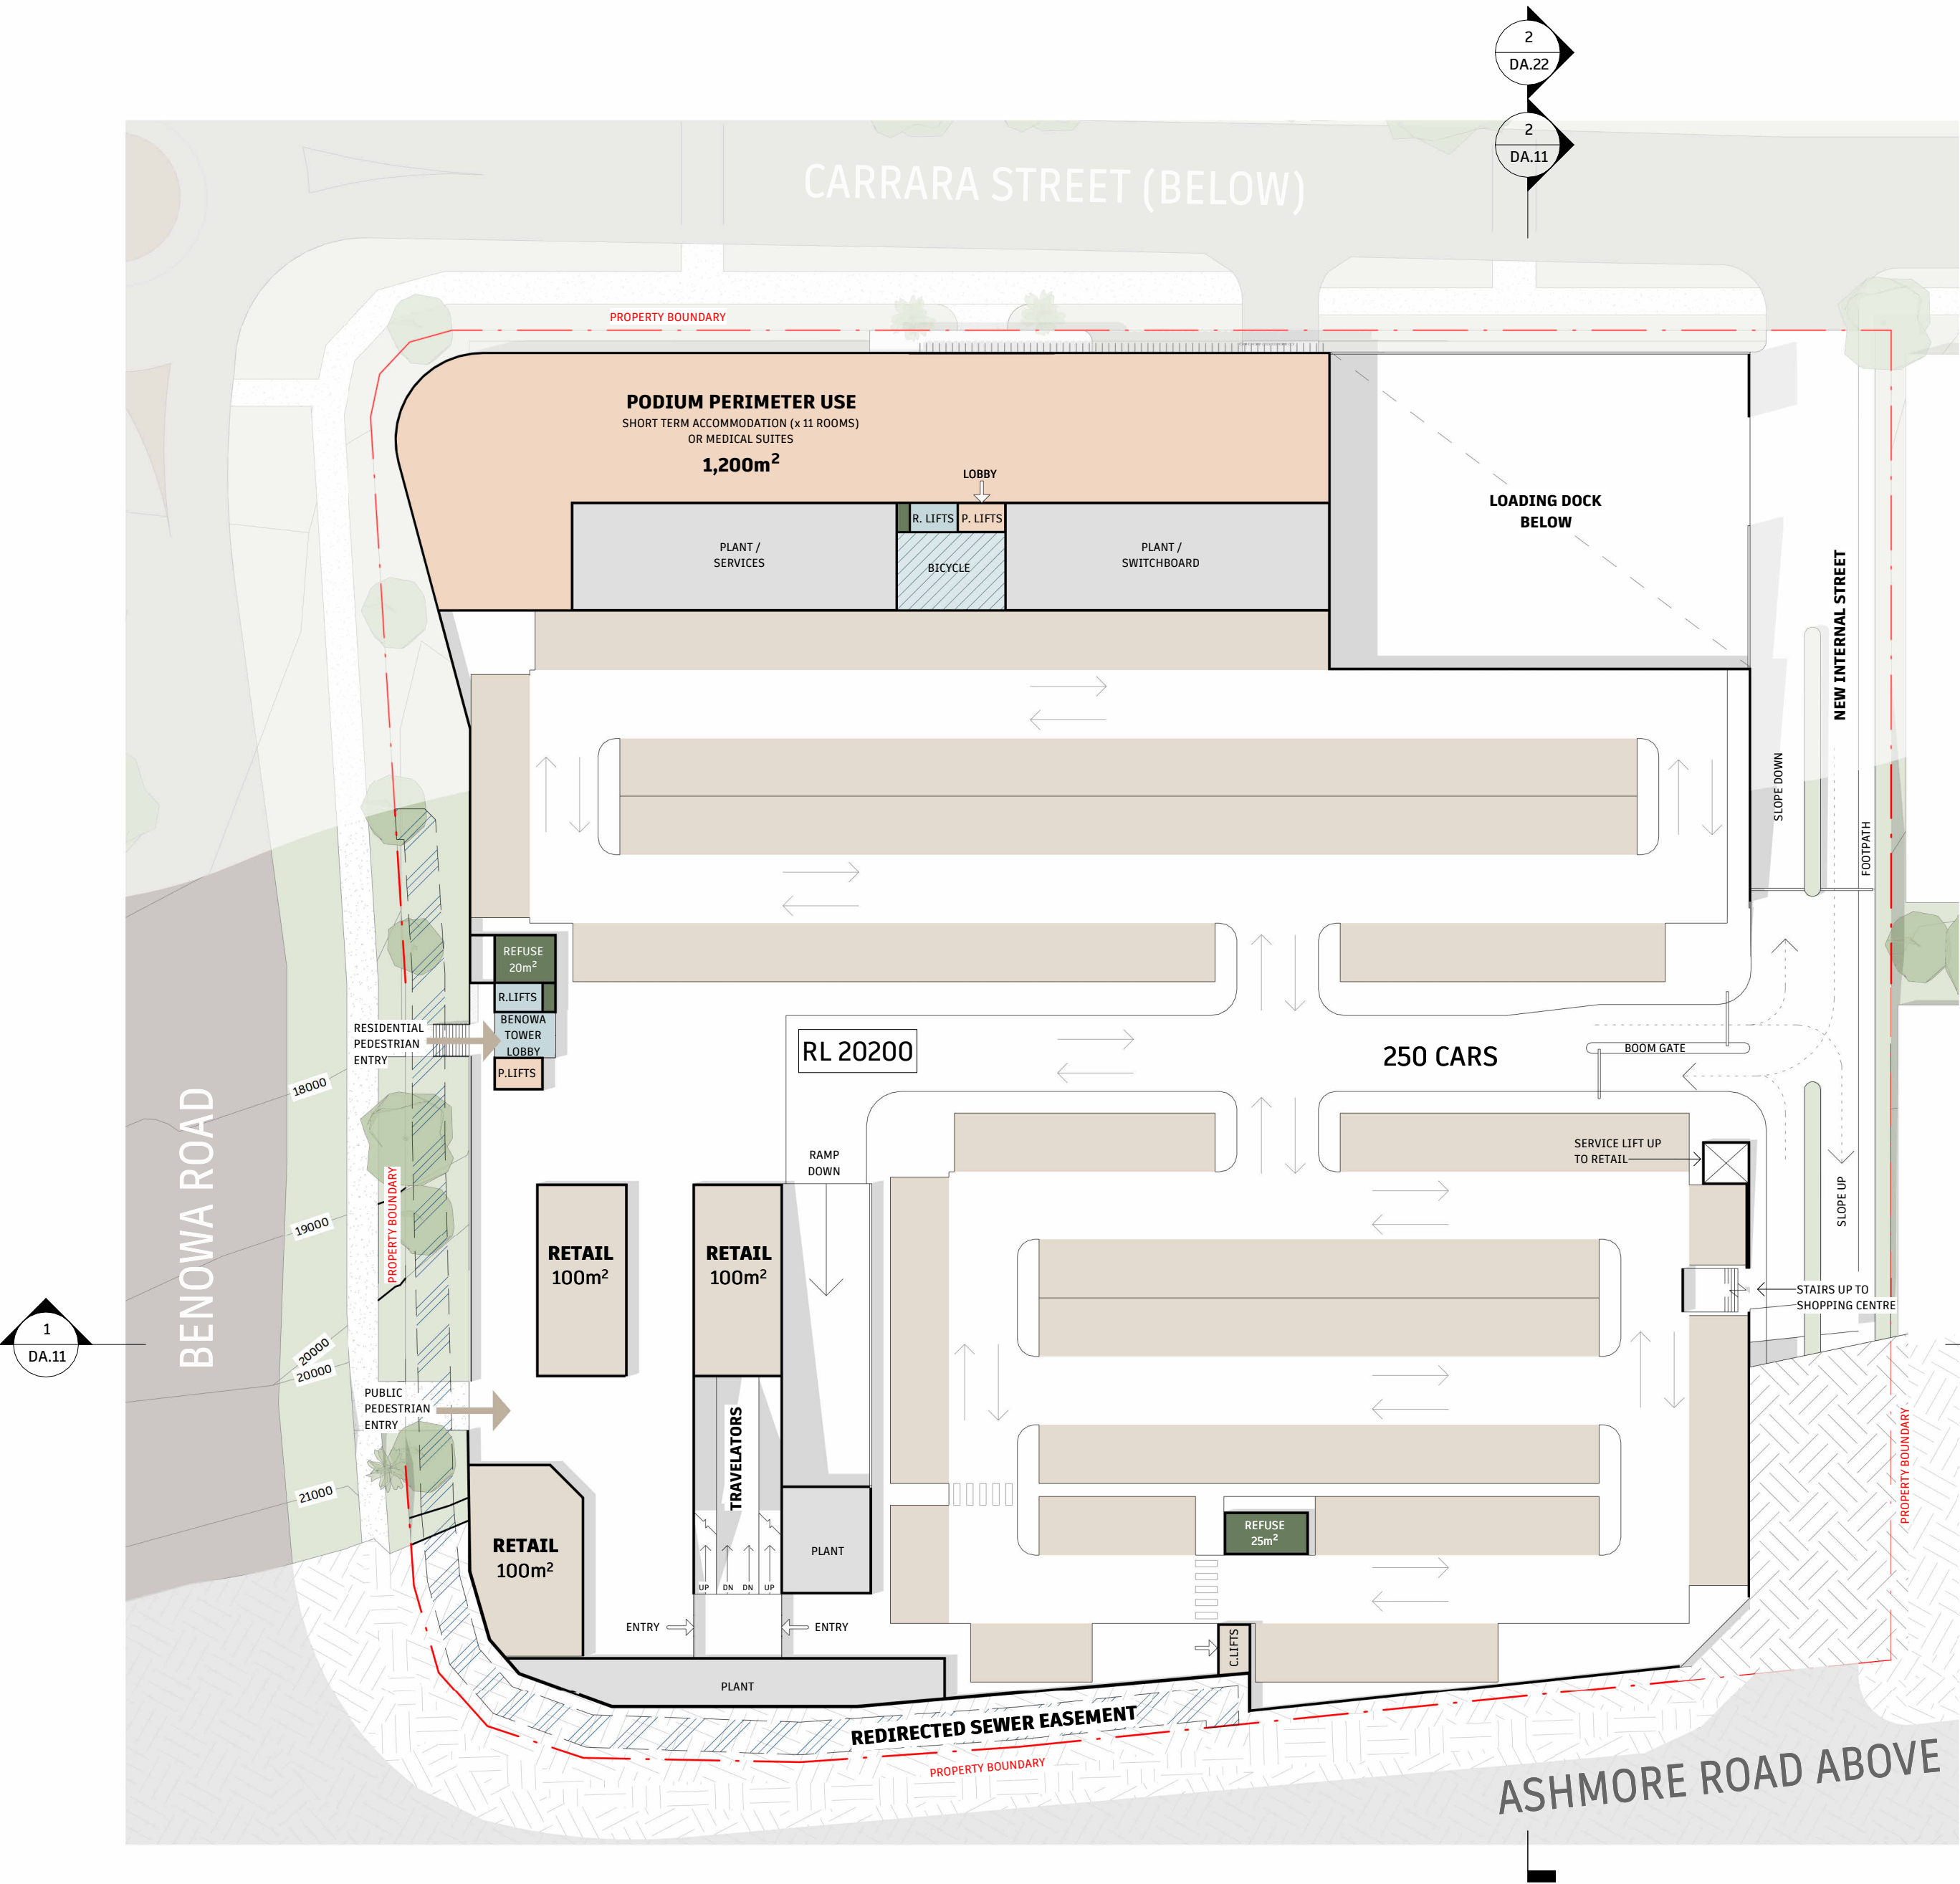 2
DA.22
2
DA.11
CARRARA STREET (BELOW)
PROPERTY BOUNDARY
PODIUM PERIMETER USE
SHORT TERM ACCOMMODATION (x 11 ROOMS)
OR MEDICAL SUITES
1,200m²
LOBBY
R. LIFTS
P. LIFTS
PLANT /
SERVICES
BICYCLE
PLANT /
SWITCHBOARD
LOADING DOCK
BELOW
NEW INTERNAL STREET
SLOPE DOWN
FOOTPATH
REFUSE
20m²
R.LIFTS
BENOWA
TOWER
LOBBY
P.LIFTS
RESIDENTIAL
PEDESTRIAN
ENTRY
RL 20200
250 CARS
BOOM GATE
18000
BENOWA ROAD
PROPERTY BOUNDARY
RAMP
DOWN
SERVICE LIFT UP
TO RETAIL
SLOPE UP
19000
RETAIL
100m²
RETAIL
100m²
STAIRS UP TO
SHOPPING CENTRE
1
DA.11
20000
20000
PUBLIC
PEDESTRIAN
ENTRY
TRAVELATORS
PROPERTY BOUNDARY
21000
RETAIL
100m²
PLANT
REFUSE
25m²
UP
DN
DN
UP
ENTRY
ENTRY
C.LIFTS
PLANT
REDIRECTED SEWER EASEMENT
PROPERTY BOUNDARY
ASHMORE ROAD ABOVE